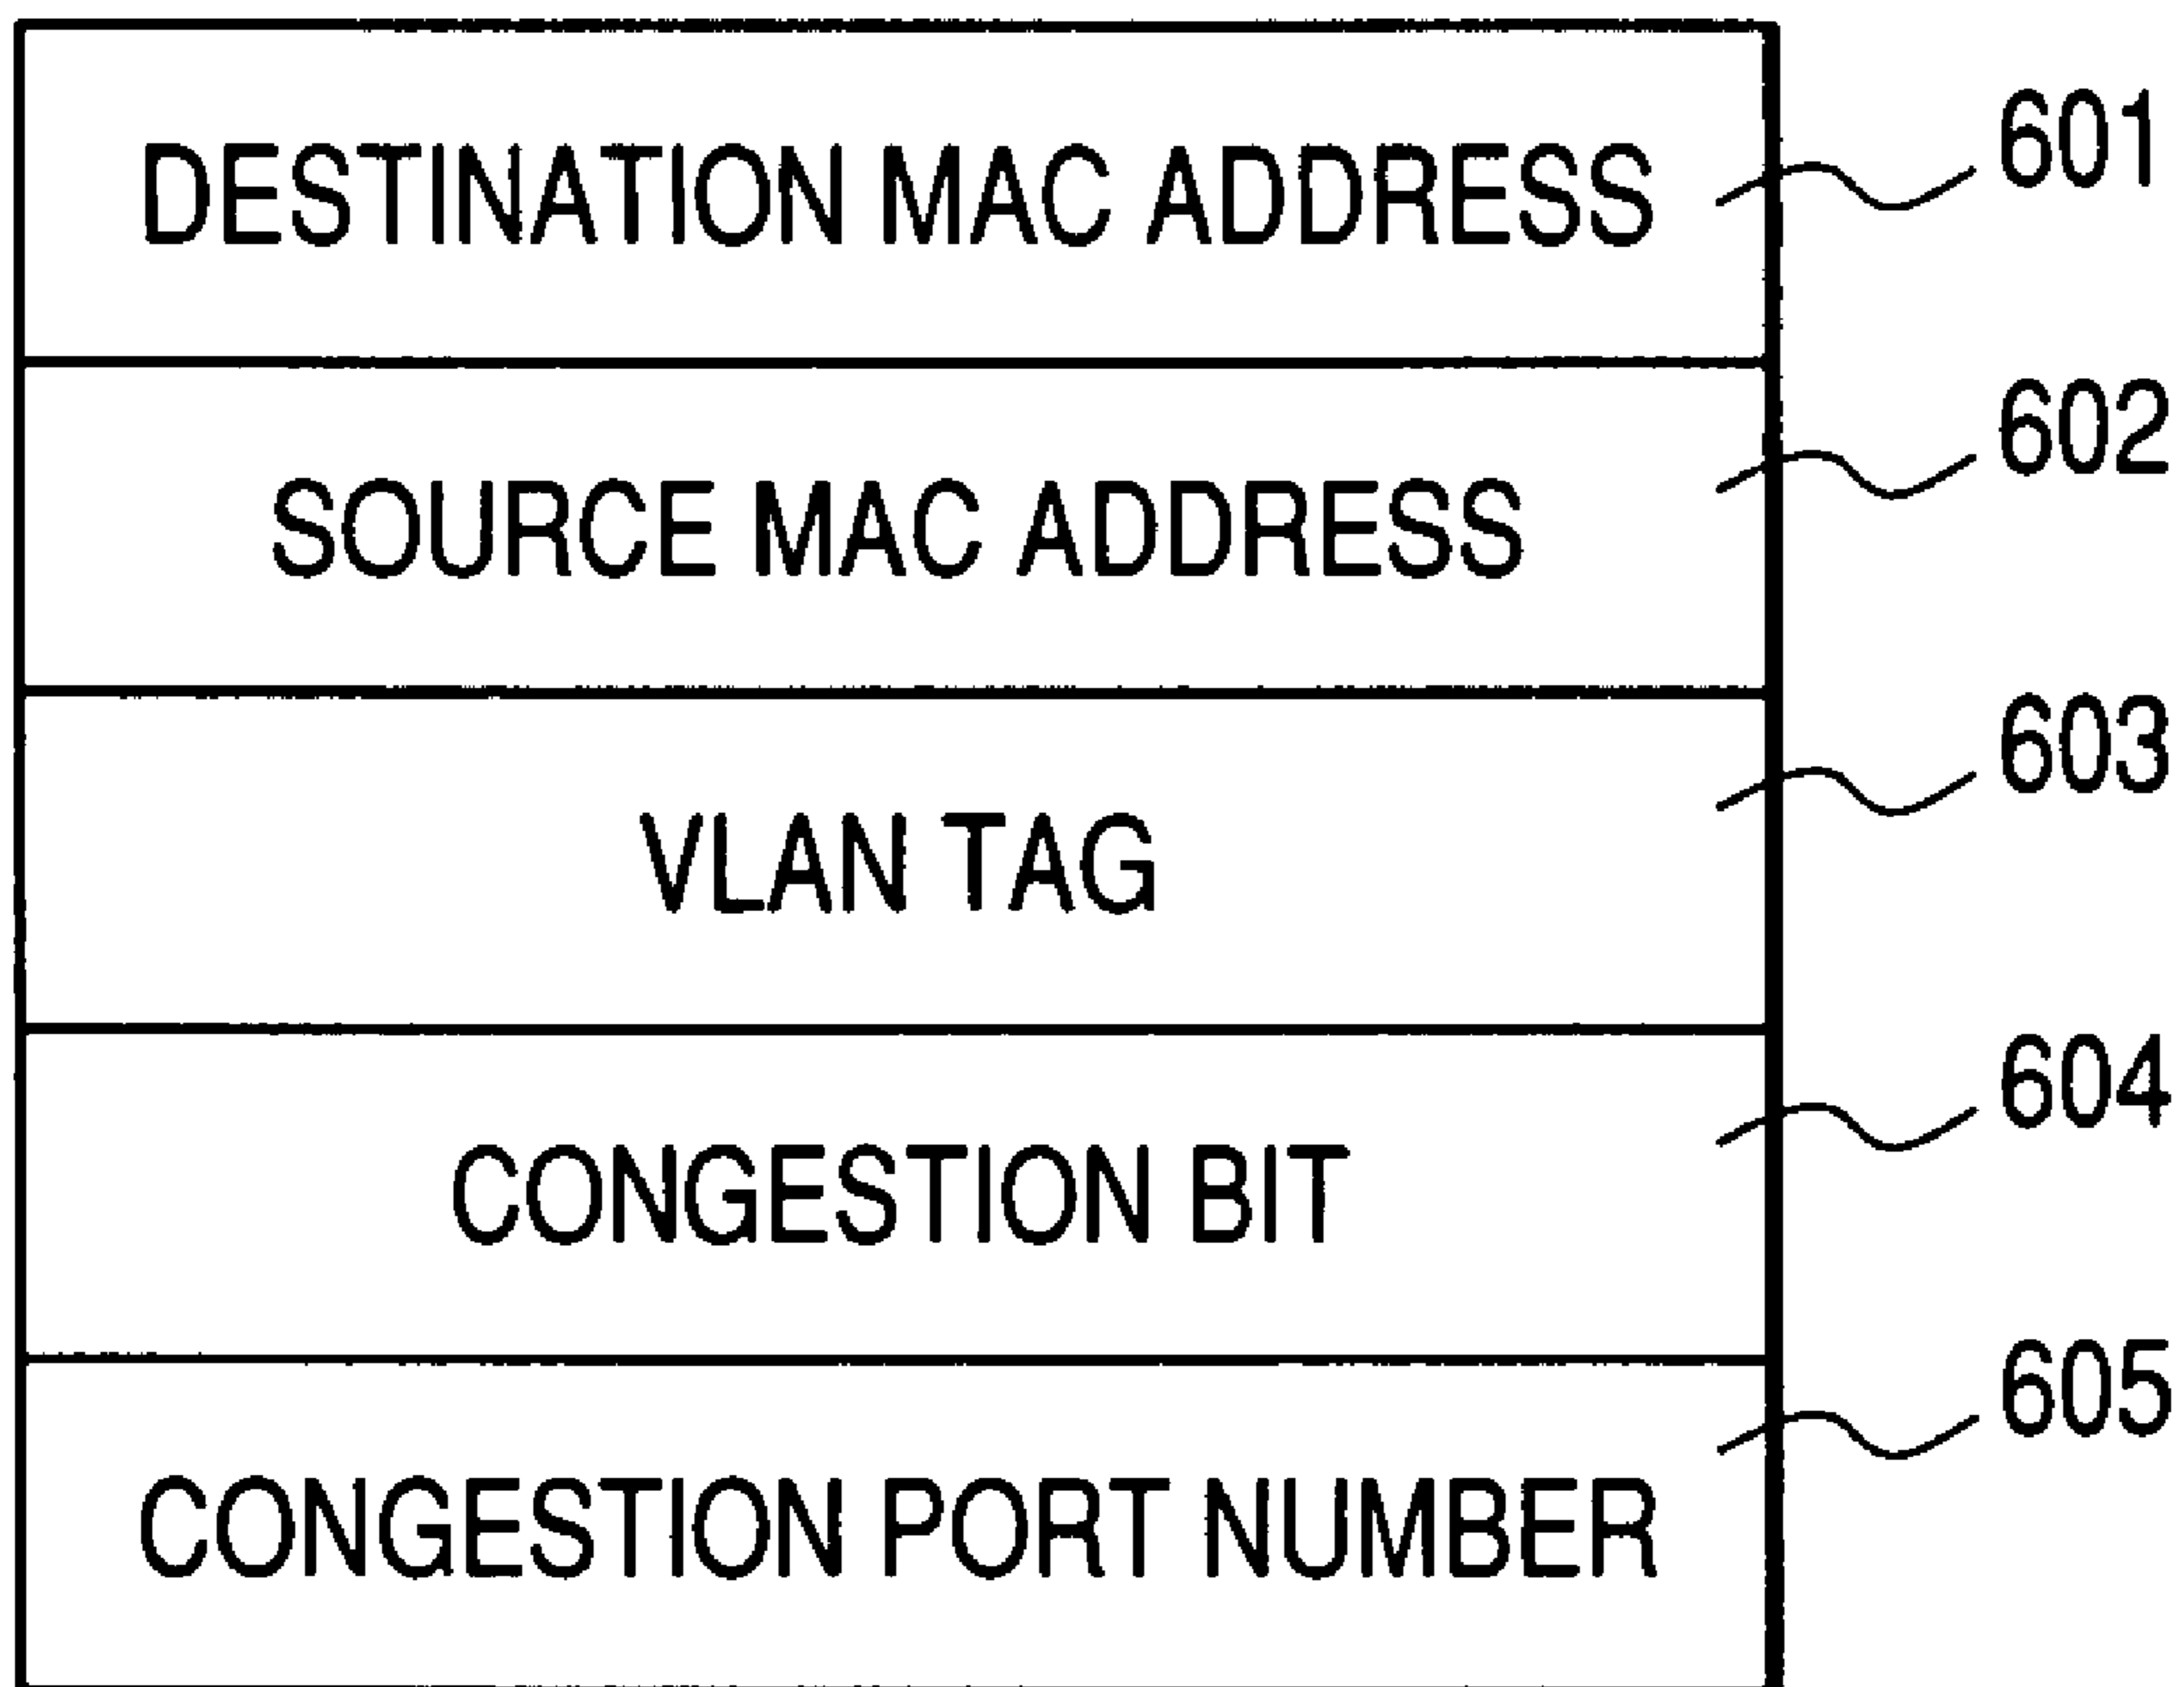 DESTINATION MAC ADDRESS
601
SOURCE MAC ADDRESS
602
VLAN TAG
603
CONGESTION BIT
604
CONGESTION PORT NUMBER
605